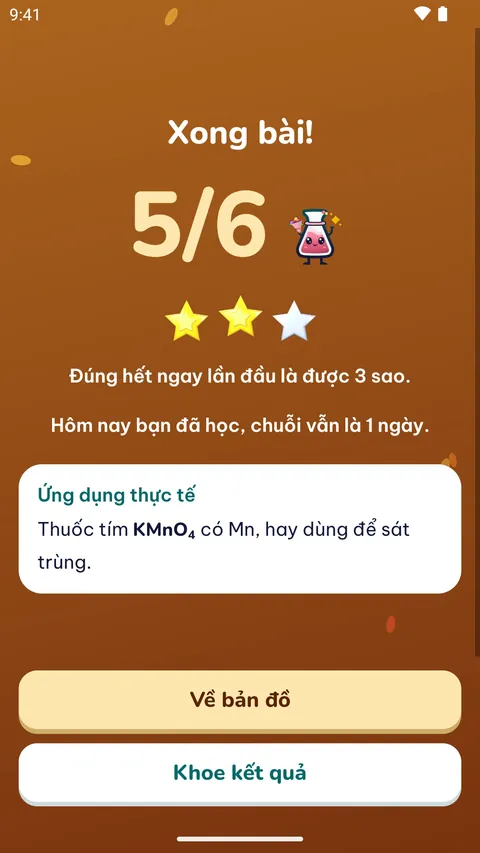 9:41
Xong bài!
5/6
Đúng hết ngay lần đầu là được 3 sao.
Hôm nay bạn đã học, chuỗi vẫn là 1 ngày.
Ứng dụng thực tế
Thuốc tím KMnO₄ có Mn, hay dùng để sát
trùng.
Về bản đồ
Khoe kết quả